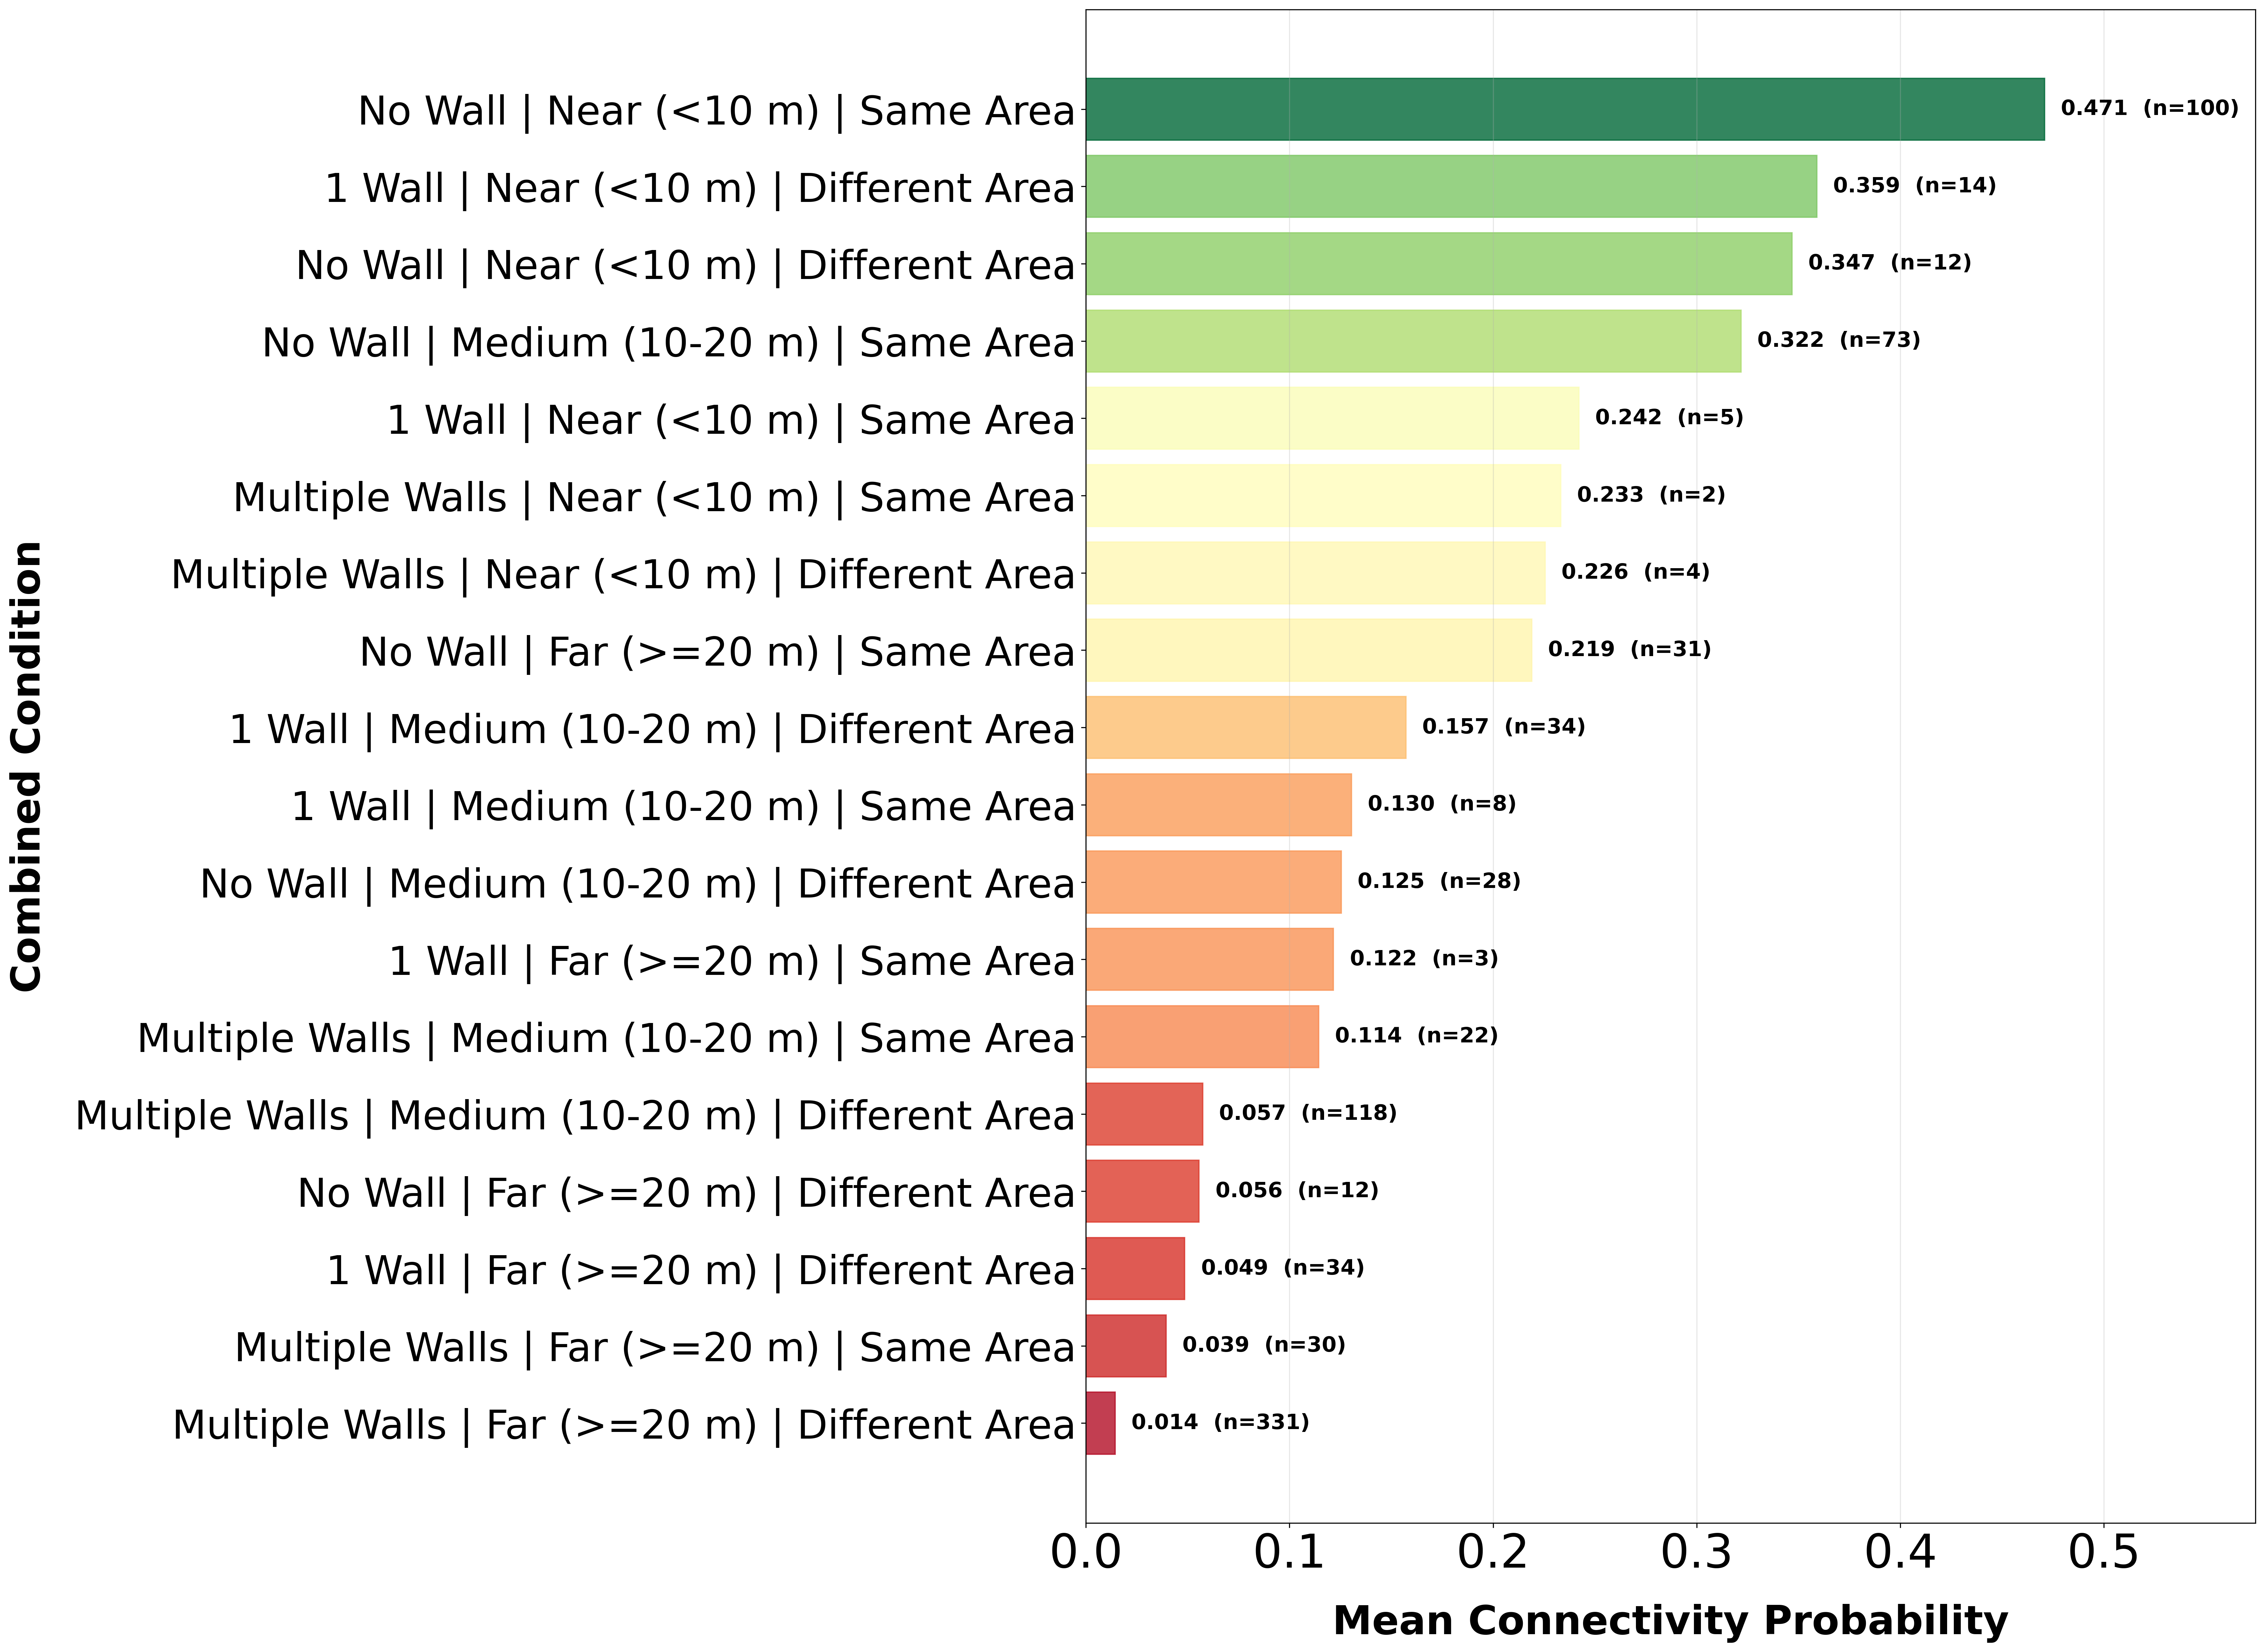 Combined Condition
No Wall | Near (<10 m) | Same Area 0.471 (n=100)
1 Wall | Near (<10 m) | Different Area 0.359 (n=14)
No Wall | Near (<10 m) | Different Area 0.347 (n=12)
No Wall | Medium (10-20 m) | Same Area 0.322 (n=73)
1 Wall | Near (<10 m) | Same Area 0.242 (n=5)
Multiple Walls | Near (<10 m) | Same Area 0.233 (n=2)
Multiple Walls | Near (<10 m) | Different Area 0.226 (n=4)
No Wall | Far (>=20 m) | Same Area 0.219 (n=31)
1 Wall | Medium (10-20 m) | Different Area 0.157 (n=34)
1 Wall | Medium (10-20 m) | Same Area 0.130 (n=8)
No Wall | Medium (10-20 m) | Different Area 0.125 (n=28)
1 Wall | Far (>=20 m) | Same Area 0.122 (n=3)
Multiple Walls | Medium (10-20 m) | Same Area 0.114 (n=22)
Multiple Walls | Medium (10-20 m) | Different Area 0.057 (n=118)
No Wall | Far (>=20 m) | Different Area 0.056 (n=12)
1 Wall | Far (>=20 m) | Different Area 0.049 (n=34)
Multiple Walls | Far (>=20 m) | Same Area 0.039 (n=30)
Multiple Walls | Far (>=20 m) | Different Area 0.014 (n=331)
0.0 0.1 0.2 0.3 0.4 0.5
Mean Connectivity Probability